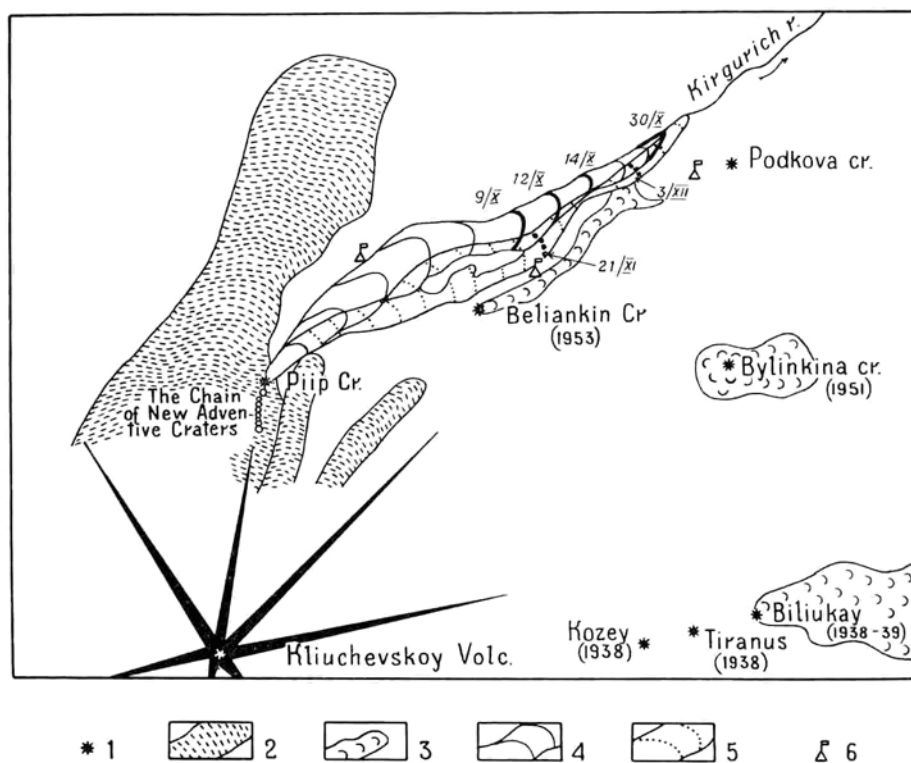 Kirgurich r.
30/X
Podkova cr.
14/X
12/X
3/XII
9/X
21/XI
Beliankin Cr
(1953)
Bylinkina cr.
(1951)
Piip Cr.
The Chain
of New Adven-
tive Craters
Biliukay
(1938-39)
Kozey
(1938)
Tiranus
(1938)
Kliuchevskoy Volc.
1
2
3
4
5
6